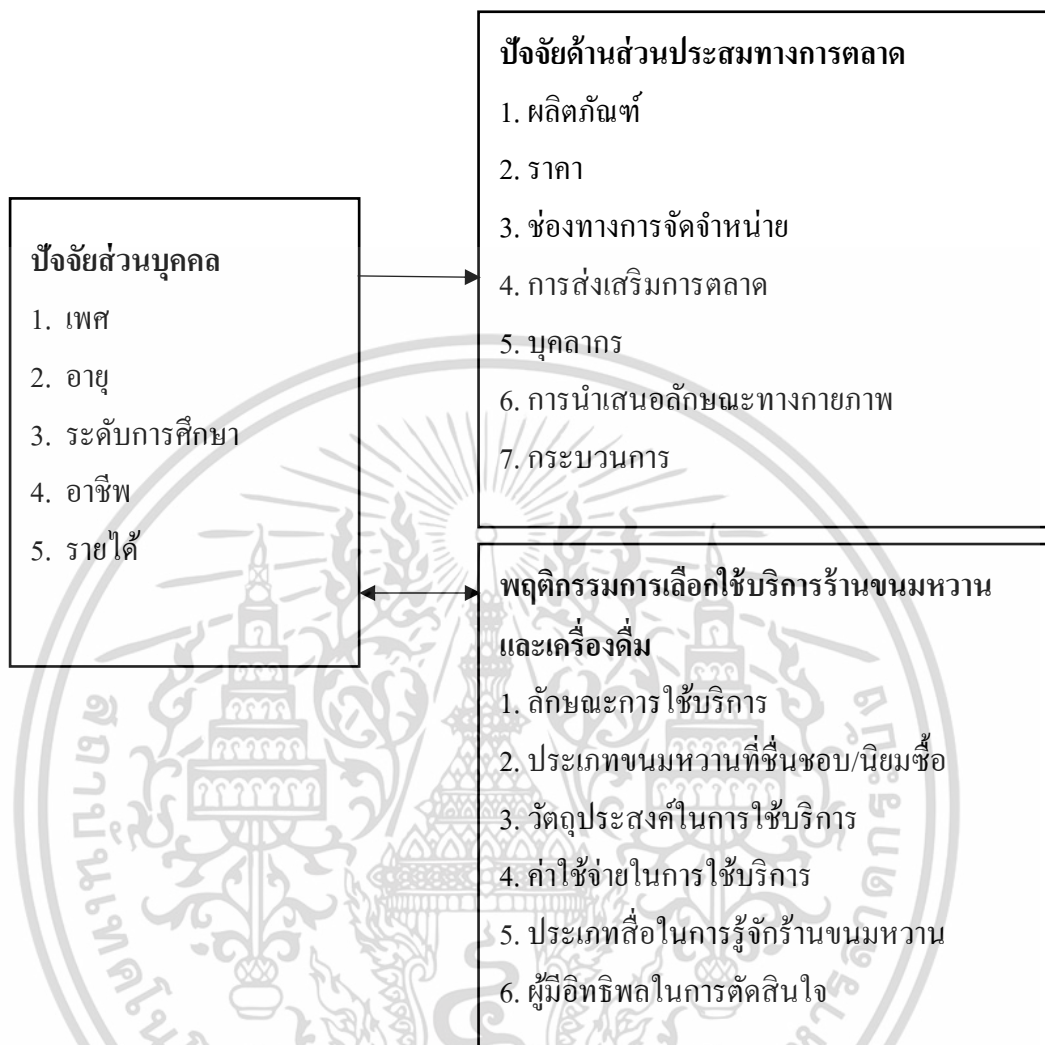 ปัจจัยส่วนบุคคล
1. เพศ
2. อายุ
3. ระดับการศึกษา
4. อาชีพ
5. รายได้
ปัจจัยด้านส่วนประสมทางการตลาด
1. ผลิตภัณฑ์
2. ราคา
3. ช่องทางการจัดจำหน่าย
4. การส่งเสริมการตลาด
5. บุคลากร
6. การนำเสนอลักษณะทางกายภาพ
7. กระบวนการ
พฤติกรรมการเลือกใช้บริการร้านขนมหวาน
และเครื่องดื่ม
1. ลักษณะการใช้บริการ
2. ประเภทขนมหวานที่ชื่นชอบ/นิยมซื้อ
3. วัตถุประสงค์ในการใช้บริการ
4. ค่าใช้จ่ายในการใช้บริการ
5. ประเภทสื่อในการรู้จักร้านขนมหวาน
6. ผู้มีอิทธิพลในการตัดสินใจ